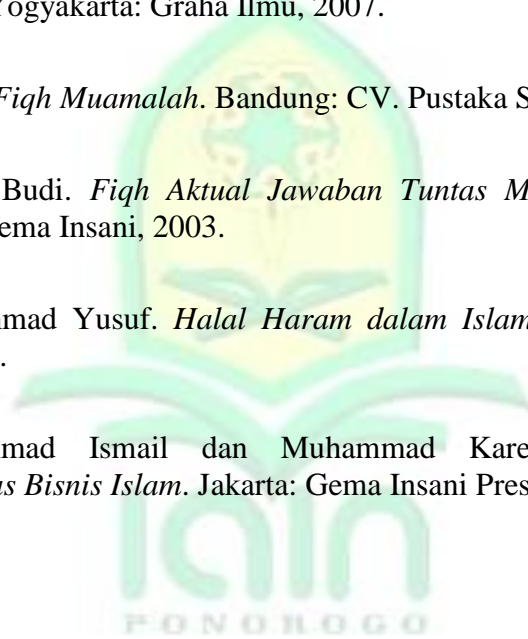 Yogyakarta: Graha Ilmu, 2007.
Fiqh Muamalah. Bandung: CV. Pustaka S
Budi. Fiqh Aktual Jawaban Tuntas M
ema Insani, 2003.
mad Yusuf. Halal Haram dalam Islam
.
mad Ismail dan Muhammad Kare
s Bisnis Islam. Jakarta: Gema Insani Pres
iain
PONOROGO